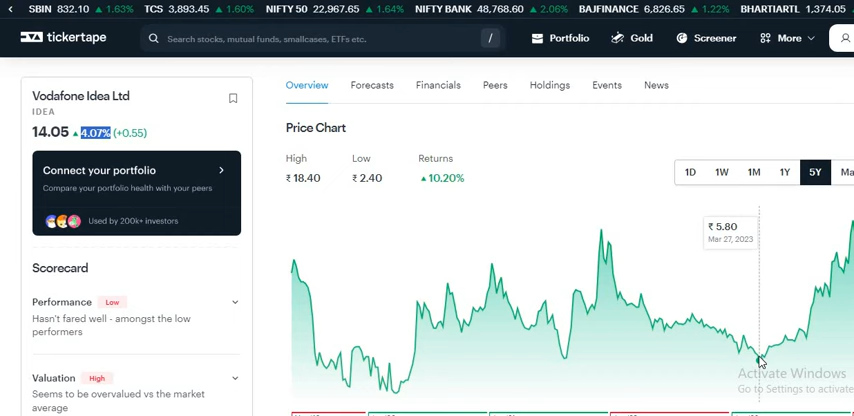 SBIN 832.10 ▲ 1.63% TCS 3,893.45 ▲ 1.60% NIFTY 50 22,967.65 ▲ 1.64% NIFTY BANK 48,768.60 ▲ 2.06% BAJFINANCE 6,826.65 ▲ 1.22% BHARTIARTL 1,374.05
tickertape Search stocks, mutual funds, smallcases, ETFs etc. / Portfolio Gold Screener More
Vodafone Idea Ltd
IDEA
14.05 ▲ 4.07% (+0.55)
Connect your portfolio
Compare your portfolio health with your peers
Used by 200k+ investors
Scorecard
Performance Low
Hasn't fared well - amongst the low
performers
Valuation High
Seems to be overvalued vs the market
average
Overview Forecasts Financials Peers Holdings Events News
Price Chart
High Low Returns
₹ 18.40 ₹ 2.40 ▲ 10.20%
1D 1W 1M 1Y 5Y Ma
₹ 5.80
Mar 27, 2023
Activate Windows
Go to Settings to activate